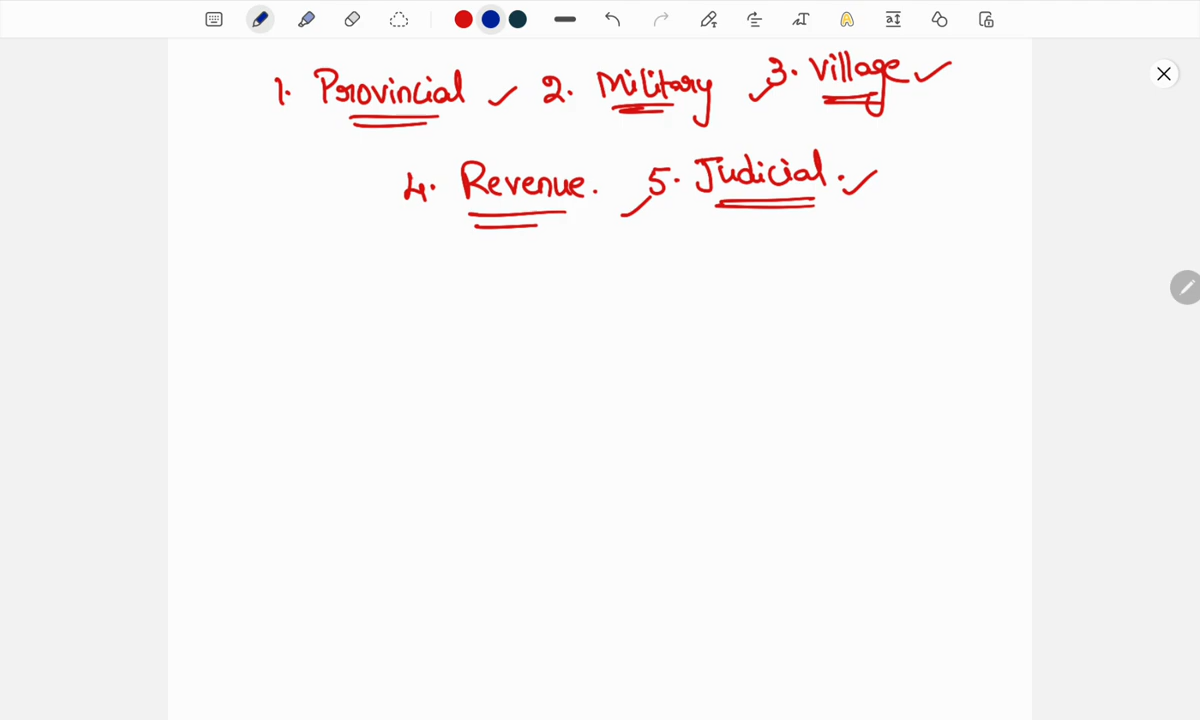 1. Provincial ✓ 2. Military ✓ 3. Village ✓
4. Revenue. ✓ 5. Judicial. ✓